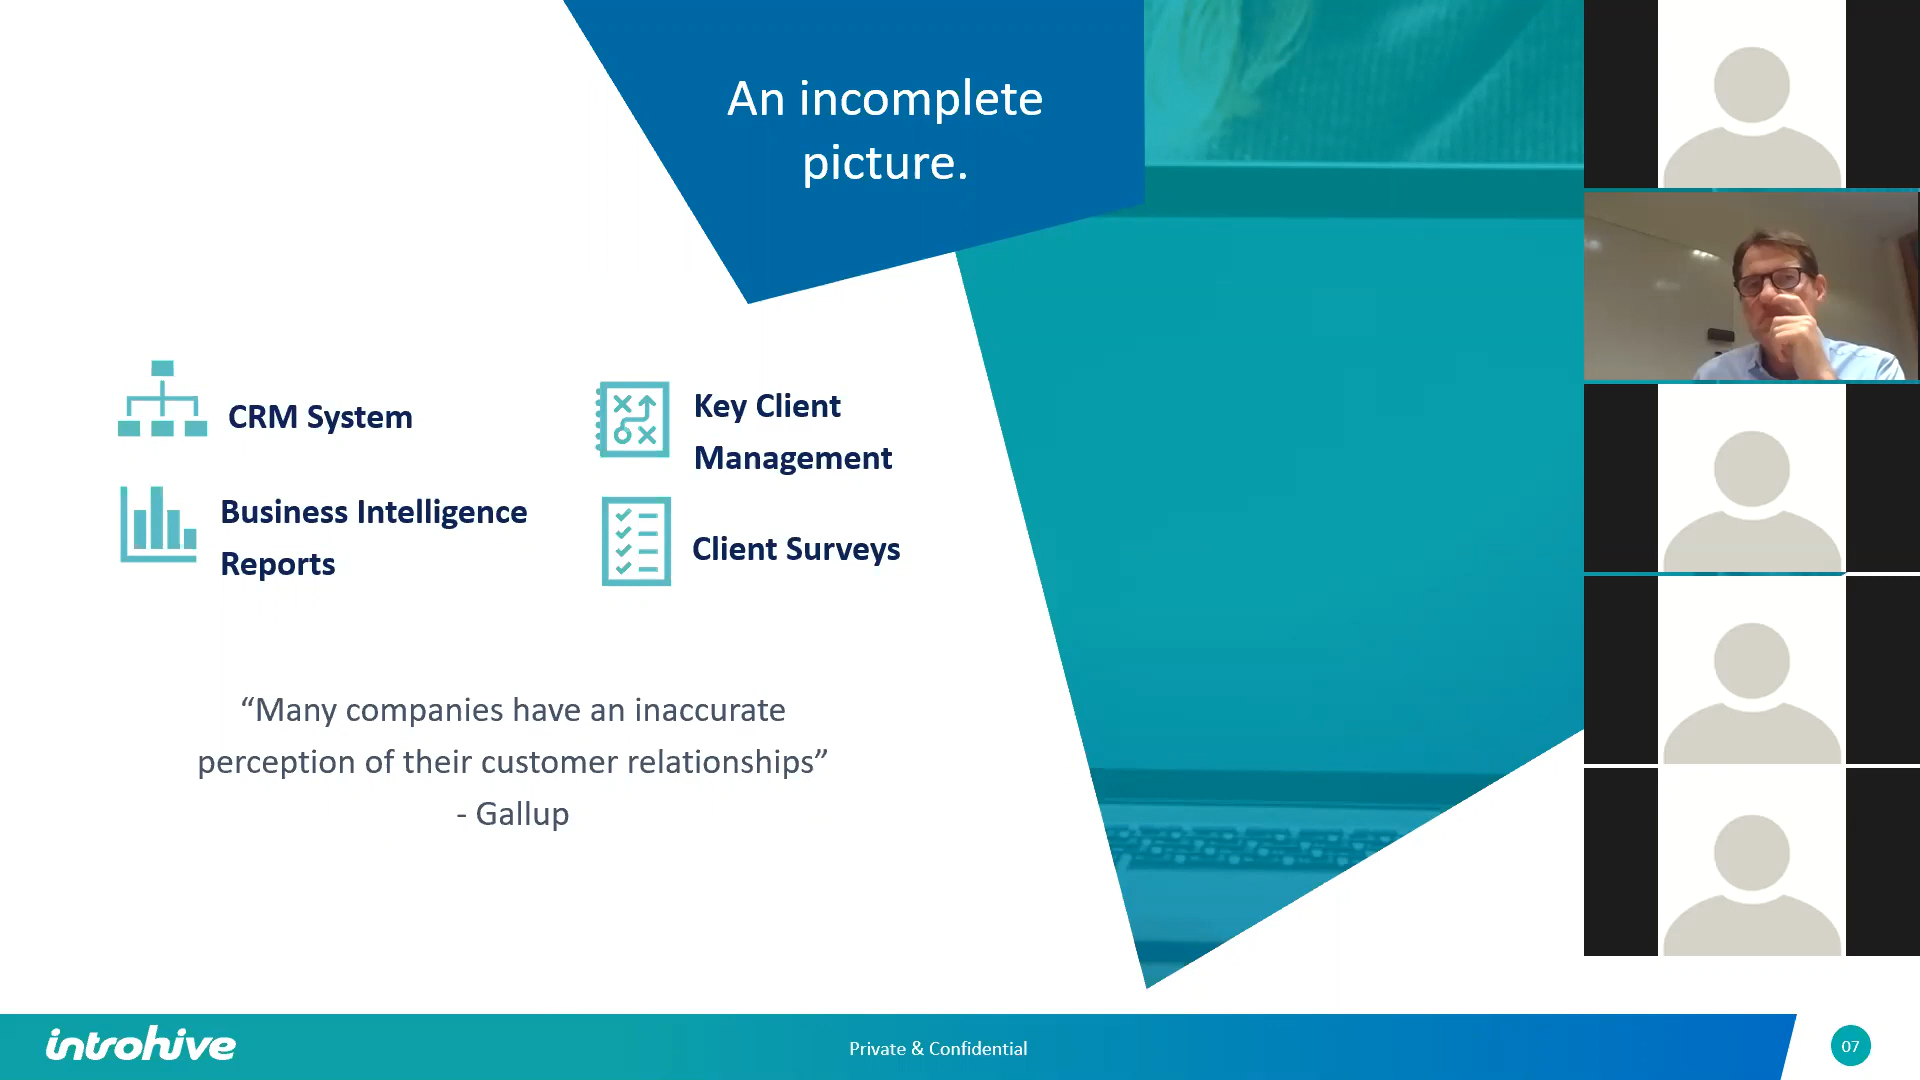 An incomplete
picture.
CRM System
Key Client
Management
Business Intelligence
Reports
Client Surveys
“Many companies have an inaccurate
perception of their customer relationships”
- Gallup
introhive
Private & Confidential
07